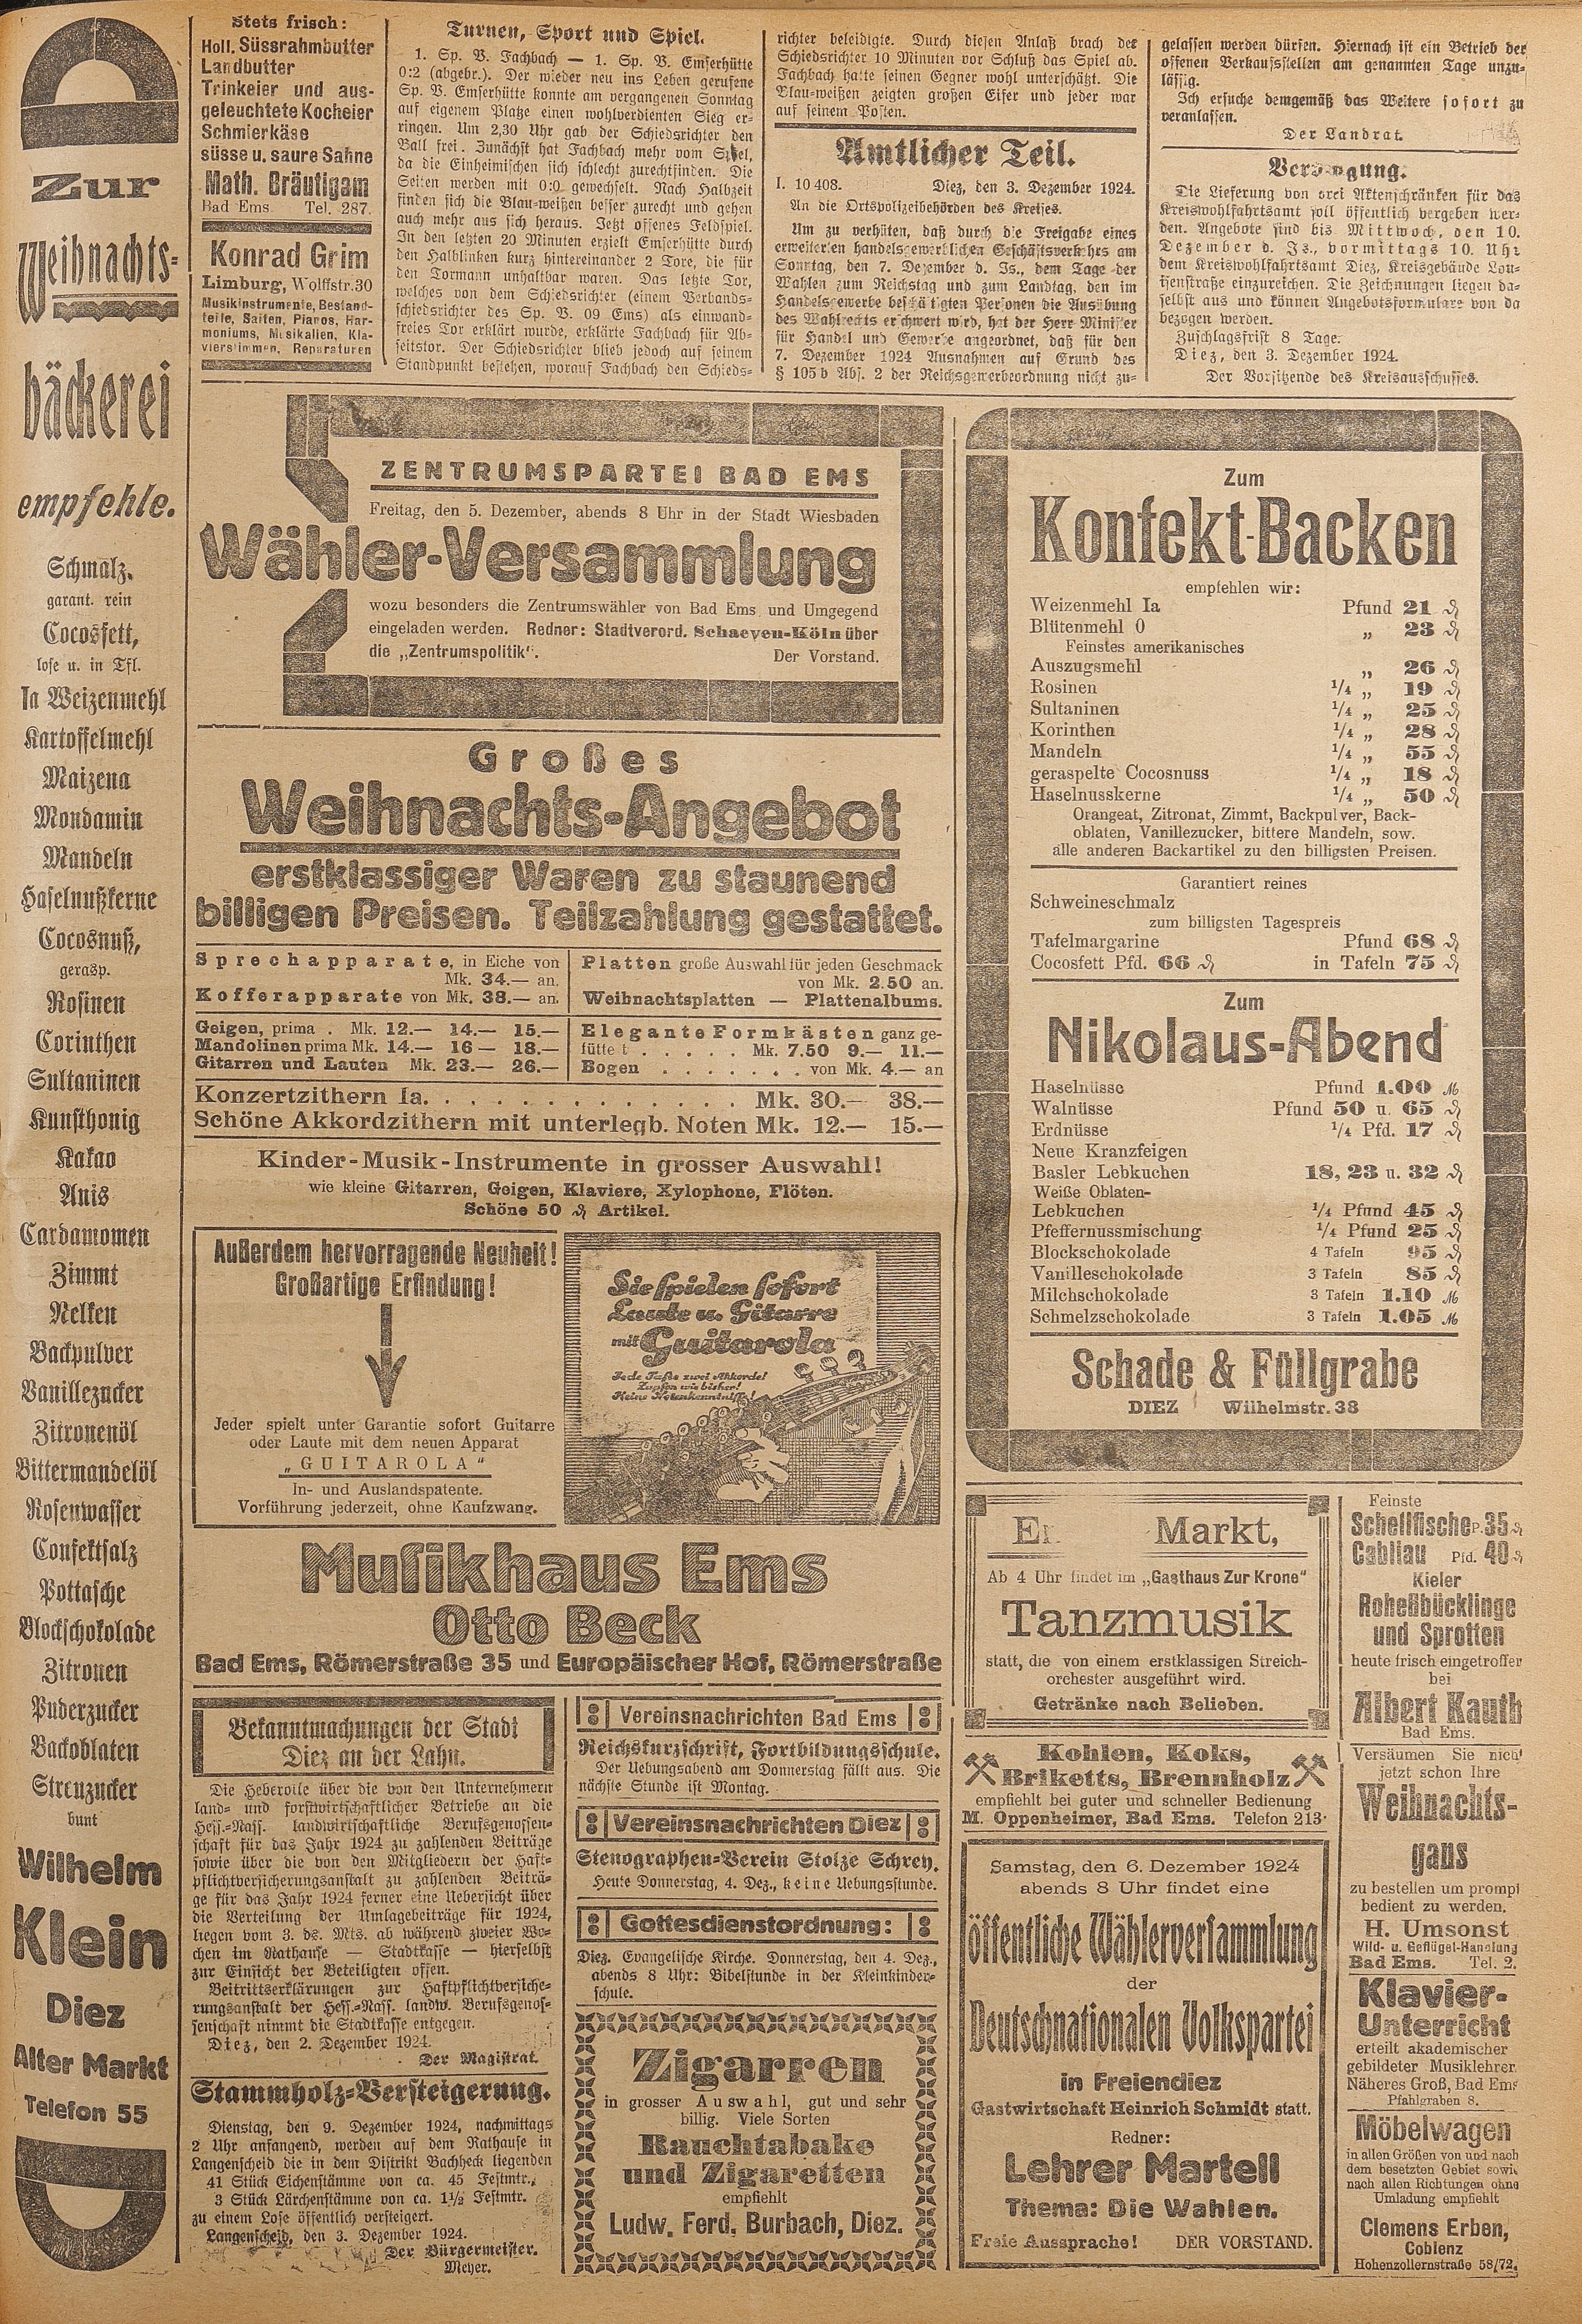 Zur
Weihnachts-
bäckerei
empfehle.
Schmalz.
garant. rein
Cocosfett,
lose u. in Tfl.
Ia Weizenmehl
Kartoffelmehl
Maizena
Mondamin
Mandeln
Haselnußkerne
Cocosnuß,
gerasp.
Rosinen
Corinthen
Sultaninen
Kunsthonig
Kakao
Anis
Cardamomen
Zimmt
Nelken
Backpulver
Vanillezucker
Zitronenöl
Bittermandelöl
Rosenwasser
Confektsalz
Pottasche
Blockschokolade
Zitronen
Puderzucker
Backoblaten
Streuzucker
bunt
Wilhelm
Klein
Diez
Alter Markt
Telefon 55
Stets frisch:
Holl. Süssrahmbutter
Landbutter
Trinkeier und aus-
geleuchtete Kocheier
Schmierkäse
süsse u. saure Sahne
Math. Bräutigam
Bad Ems. Tel. 287.
Konrad Grim
Limburg, Wolffstr.30
Musikinstrumente, Bestand-
teile, Saiten, Pianos, Har-
moniums, Musikalien, Kla-
vierstimmen, Reparaturen
Turnen, Sport und Spiel.
1. Sp. V. Fachbach — 1. Sp. V. Emserhütte
0:2 (abgebr.). Der wieder neu ins Leben gerufene
Sp. V. Emserhütte konnte am vergangenen Sonntag
auf eigenem Platze einen wohlverdienten Sieg er-
ringen. Um 2,30 Uhr gab der Schiedsrichter den
Ball frei. Zunächst hat Fachbach mehr vom Spiel,
da die Einheimischen sich schlecht zurechtfinden. Die
Seiten werden mit 0:0 gewechselt. Nach Halbzeit
finden sich die Blau-weißen besser zurecht und gehen
auch mehr aus sich heraus. Jetzt offenes Feldspiel.
In den letzten 20 Minuten erzielt Emserhütte durch
den Halblinken kurz hintereinander 2 Tore, die für
den Tormann unhaltbar waren. Das letzte Tor,
welches von dem Schiedsrichter (einem Verbands-
schiedsrichter des Sp. V. 09 Ems) als einwand-
freies Tor erklärt wurde, erklärte Fachbach für Ab-
seitstor. Der Schiedsrichter blieb jedoch auf seinem
Standpunkt bestehen, worauf Fachbach den Schieds-
richter beleidigte. Durch diesen Anlaß brach der
Schiedsrichter 10 Minuten vor Schluß das Spiel ab.
Fachbach hatte seinen Gegner wohl unterschätzt. Die
Blau-weißen zeigten großen Eifer und jeder war
auf seinem Posten.
Amtlicher Teil.
I. 10 408. Diez, den 3. Dezember 1924.
An die Ortspolizeibehörden des Kreises.
Um zu verhüten, daß durch die Freigabe eines
erweiterten handelsgewerblichen Geschäftsverkehrs am
Sonntag, den 7. Dezember d. Js., dem Tage der
Wahlen zum Reichstag und zum Landtag, den im
Handelsgewerbe beschäftigten Personen die Ausübung
des Wahlrechts erschwert wird, hat der Herr Minister
für Handel und Gewerbe angeordnet, daß für den
7. Dezember 1924 Ausnahmen auf Grund des
§ 105 b Abs. 2 der Reichsgewerbeordnung nicht zu-
gelassen werden dürfen. Hiernach ist ein Betrieb der
offenen Verkaufsstellen am genannten Tage unzu-
lässig.
Ich ersuche demgemäß das Weitere sofort zu
veranlassen.
Der Landrat.
Verdingung.
Die Lieferung von drei Aktenschränken für das
Kreiswohlfahrtsamt soll öffentlich vergeben wer-
den. Angebote sind bis Mittwoch, den 10.
Dezember d. Js., vormittags 10. Uhr
dem Kreiswohlfahrtsamt Diez, Kreisgebäude Lou-
isenstraße einzureichen. Die Zeichnungen liegen da-
selbst aus und können Angebotsformulare von da
bezogen werden.
Zuschlagsfrist 8 Tage.
Diez, den 3. Dezember 1924.
Der Vorsitzende des Kreisausschusses.
ZENTRUMSPARTEI BAD EMS
Freitag, den 5. Dezember, abends 8 Uhr in der Stadt Wiesbaden
Wähler-Versammlung
wozu besonders die Zentrumswähler von Bad Ems und Umgegend
eingeladen werden. Redner: Stadtverord. Schaeven-Köln über
die „Zentrumspolitik“. Der Vorstand.
Großes
Weihnachts-Angebot
erstklassiger Waren zu staunend
billigen Preisen. Teilzahlung gestattet.
Sprechapparate, in Eiche von
Mk. 34.— an.
Kofferapparate von Mk. 38.— an.
Platten große Auswahl für jeden Geschmack
von Mk. 2.50 an.
Weihnachtsplatten — Plattenalbums.
Geigen, prima . Mk. 12.— 14.— 15.—
Mandolinen prima Mk. 14.— 16 — 18.—
Gitarren und Lauten Mk. 23.— 26.—
Elegante Formkästen ganz ge-
fütte t . . . . . Mk. 7.50 9.— 11.—
Bogen . . . . . . . von Mk. 4.— an
Konzertzithern Ia. . . . . . . . . . . . . . Mk. 30.— 38.—
Schöne Akkordzithern mit unterlegb. Noten Mk. 12.— 15.—
Kinder-Musik-Instrumente in grosser Auswahl!
wie kleine Gitarren, Geigen, Klaviere, Xylophone, Flöten.
Schöne 50 ₰ Artikel.
Außerdem hervorragende Neuheit!
Großartige Erfindung!
Jeder spielt unter Garantie sofort Guitarre
oder Laute mit dem neuen Apparat
„GUITAROLA“
In- und Auslandspatente.
Vorführung jederzeit, ohne Kaufzwang.
Sie spielen sofort
Laute u. Gitarre
mit Guitarola
Jede Taste zwei Akkorde!
Zupfen wie bisher!
Keine Notenkenntnisse!
Musikhaus Ems
Otto Beck
Bad Ems, Römerstraße 35 und Europäischer Hof, Römerstraße
Zum
Konfekt-Backen
empfehlen wir:
Weizenmehl Ia Pfund 21 ₰
Blütenmehl 0 „ 23 ₰
Feinstes amerikanisches
Auszugsmehl „ 26 ₰
Rosinen 1/4 „ 19 ₰
Sultaninen 1/4 „ 25 ₰
Korinthen 1/4 „ 28 ₰
Mandeln 1/4 „ 55 ₰
geraspelte Cocosnuss 1/4 „ 18 ₰
Haselnusskerne 1/4 „ 50 ₰
Orangeat, Zitronat, Zimmt, Backpulver, Back-
oblaten, Vanillezucker, bittere Mandeln, sow.
alle anderen Backartikel zu den billigsten Preisen.
Garantiert reines
Schweineschmalz
zum billigsten Tagespreis
Tafelmargarine Pfund 68 ₰
Cocosfett Pfd. 66 ₰ in Tafeln 75 ₰
Zum
Nikolaus-Abend
Haselnüsse Pfund 1.00 ℳ
Walnüsse Pfund 50 u. 65 ₰
Erdnüsse 1/4 Pfd. 17 ₰
Neue Kranzfeigen
Basler Lebkuchen 18, 23 u. 32 ₰
Weiße Oblaten-
Lebkuchen 1/4 Pfund 45 ₰
Pfeffernussmischung 1/4 Pfund 25 ₰
Blockschokolade 4 Tafeln 95 ₰
Vanilleschokolade 3 Tafeln 85 ₰
Milchschokolade 3 Tafeln 1.10 ℳ
Schmelzschokolade 3 Tafeln 1.05 ℳ
Schade & Füllgrabe
DIEZ Wilhelmstr. 38
Bekanntmachungen der Stadt
Diez an der Lahn.
Die Heberolle über die von den Unternehmern
land- und forstwirtschaftlicher Betriebe an die
Hess.-Nass. landwirtschaftliche Berufsgenossen-
schaft für das Jahr 1924 zu zahlenden Beiträge
sowie über die von den Mitgliedern der Haft-
pflichtversicherungsanstalt zu zahlenden Beiträ-
ge für das Jahr 1924 ferner eine Uebersicht über
die Verteilung der Umlagebeiträge für 1924,
liegen vom 3. ds. Mts. ab während zweier Wo-
chen im Rathause — Stadtkasse — hierselbst
zur Einsicht der Beteiligten offen.
Beitrittserklärungen zur Haftpflichtversiche-
rungsanstalt der Hess.-Nass. landw. Berufsgenos-
senschaft nimmt die Stadtkasse entgegen.
Diez, den 2. Dezember 1924.
Der Magistrat.
Stammholz-Versteigerung.
Dienstag, den 9. Dezember 1924, nachmittags
2 Uhr anfangend, werden auf dem Rathause in
Langenscheid die in dem Distrikt Bachheck liegenden
41 Stück Eichenstämme von ca. 45 Festmtr.,
3 Stück Lärchenstämme von ca. 1 1/2 Festmtr.
zu einem Lose öffentlich versteigert.
Langenscheid, den 3. Dezember 1924.
Der Bürgermeister.
Meyer.
Vereinsnachrichten Bad Ems
Reichskurzschrift, Fortbildungsschule.
Der Uebungsabend am Donnerstag fällt aus. Die
nächste Stunde ist Montag.
Vereinsnachrichten Diez
Stenographen-Verein Stolze Schrey.
Heute Donnerstag, 4. Dez., keine Uebungsstunde.
Gottesdienstordnung:
Diez. Evangelische Kirche. Donnerstag, den 4. Dez.,
abends 8 Uhr: Bibelstunde in der Kleinkinder-
schule.
Zigarren
in grosser Auswahl, gut und sehr
billig. Viele Sorten
Rauchtabake
und Zigaretten
empfiehlt
Ludw. Ferd. Burbach, Diez.
Markt,
Ab 4 Uhr findet im „Gasthaus Zur Krone“
Tanzmusik
statt, die von einem erstklassigen Streich-
orchester ausgeführt wird.
Getränke nach Belieben.
Kohlen, Koks,
Briketts, Brennholz
empfiehlt bei guter und schneller Bedienung
M. Oppenheimer, Bad Ems. Telefon 213.
Samstag, den 6. Dezember 1924
abends 8 Uhr findet eine
öffentliche Wählerversammlung
der
Deutschnationalen Volkspartei
in Freiendiez
Gastwirtschaft Heinrich Schmidt statt.
Redner:
Lehrer Martell
Thema: Die Wahlen.
Freie Aussprache! DER VORSTAND.
Feinste
Schellfische P. 35 ₰
Cabliau Pfd. 40 ₰
Kieler
Roheßbücklinge
und Sprotten
heute frisch eingetroffen
bei
Albert Kauth
Bad Ems.
Versäumen Sie nicht
jetzt schon Ihre
Weihnachts-
gans
zu bestellen um prompt
bedient zu werden.
H. Umsonst
Wild- u. Geflügel-Handlung
Bad Ems. Tel. 2.
Klavier-
Unterricht
erteilt akademischer
gebildeter Musiklehrer.
Näheres Groß, Bad Ems
Pfahlgraben 8.
Möbelwagen
in allen Größen von und nach
dem besetzten Gebiet sowie
nach allen Richtungen ohne
Umladung empfiehlt
Clemens Erben,
Coblenz
Hohenzollernstraße 58/72.